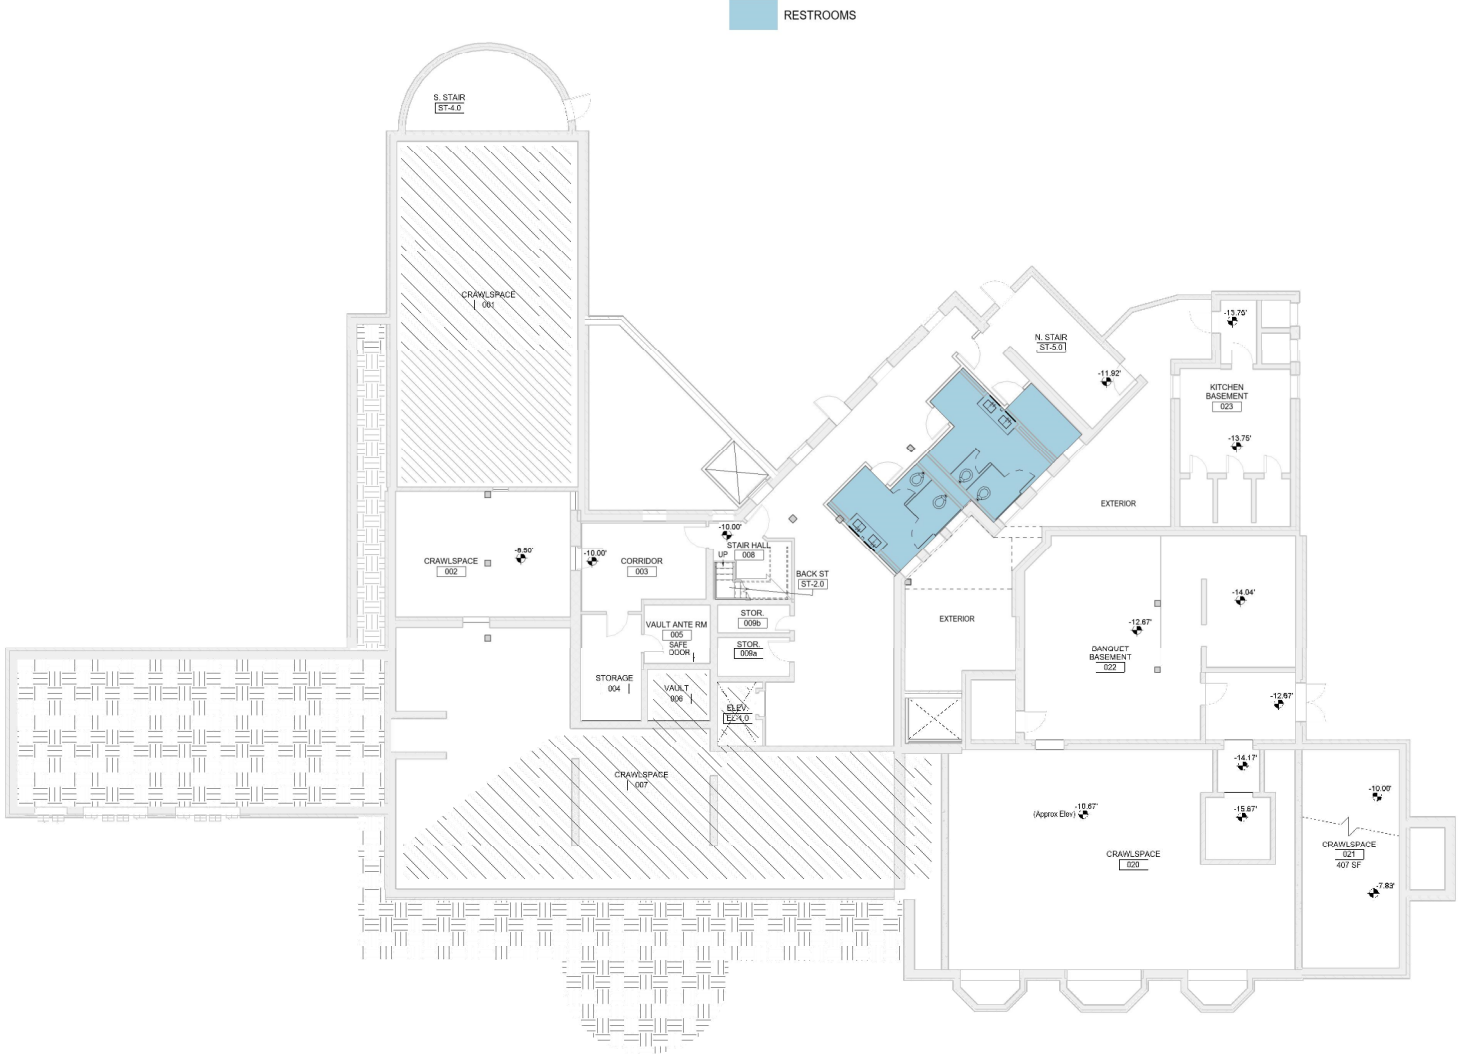 RESTROOMS
S. STAIR
ST-4.0
CRAWLSPACE
001
N. STAIR
ST-5.0
-11.92'
-13.75'
KITCHEN
BASEMENT
023
-13.75'
EXTERIOR
CRAWLSPACE
002
-8.50'
-10.00'
CORRIDOR
003
-10.00'
STAIR HALL
008
UP
BACK ST
ST-2.0
STOR.
009b
STOR.
009a
VAULT ANTE RM
005
SAFE
DOOR
STORAGE
004
VAULT
006
ELEV.
EL-1.0
EXTERIOR
-12.67'
BANQUET
BASEMENT
022
-14.04'
-12.67'
CRAWLSPACE
007
-14.17'
-15.67'
-10.67'
(Approx Elev)
CRAWLSPACE
020
-10.00'
CRAWLSPACE
021
407 SF
-7.83'